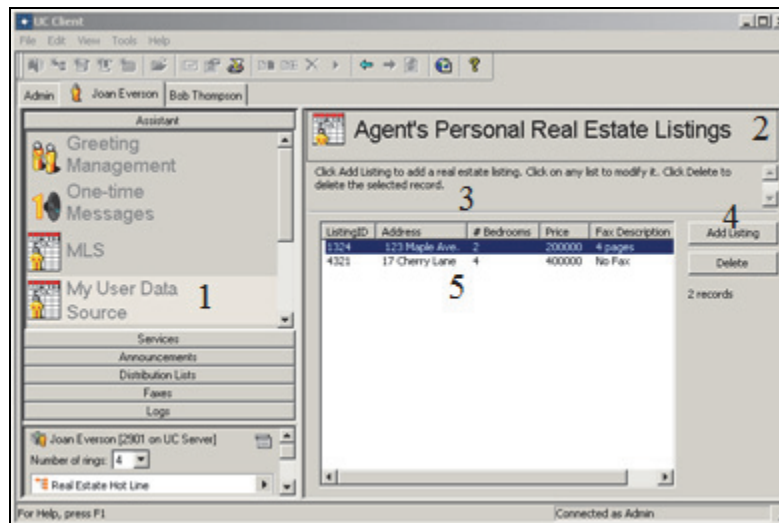 UC Client
File Edit View Tools Help
Admin Joan Everson Bob Thompson
Assistant
Greeting
Management
One-time
Messages
MLS
My User Data
Source
1
Services
Announcements
Distribution Lists
Faxes
Logs
Joan Everson [2901 on UC Server]
Number of rings: 4
Real Estate Hot Line
Agent's Personal Real Estate Listings 2
Click Add Listing to add a real estate listing. Click on any list to modify it. Click Delete to
delete the selected record.
3
4
ListingID Address # Bedrooms Price Fax Description
1324 123 Maple Ave. 2 200000 4 pages
4321 17 Cherry Lane 4 400000 No Fax
5
Add Listing
Delete
2 records
For Help, press F1 Connected as Admin